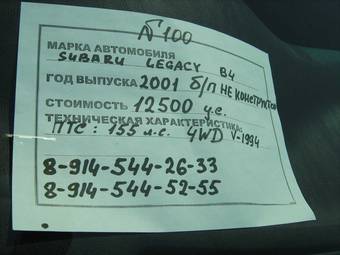 №100
МАРКА АВТОМОБИЛЯ
SUBARU LEGACY B4
ГОД ВЫПУСКА 2001 б/п НЕ КОНСТРУКТОР
СТОИМОСТЬ 12500 у.е.
ТЕХНИЧЕСКАЯ ХАРАКТЕРИСТИКА:
ПТС: 155 л.с. 4WD V-1994
8-914-544-26-33
8-914-544-52-55